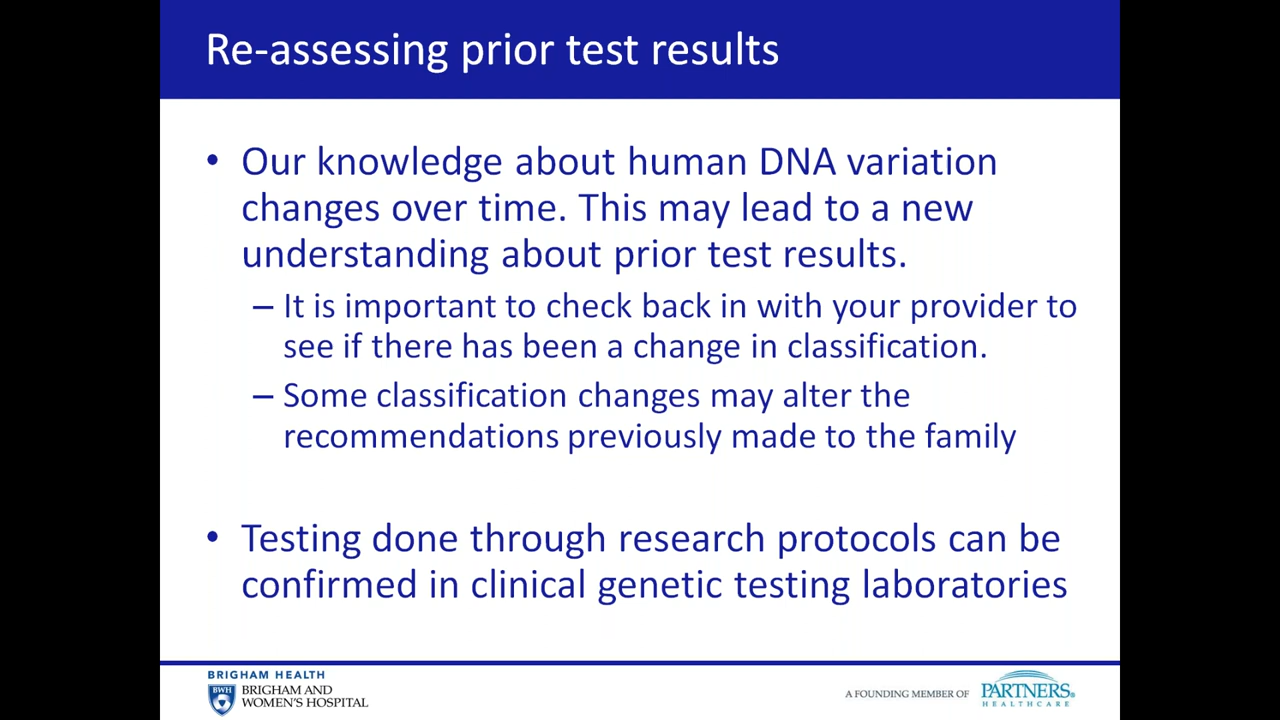 Re-assessing prior test results
• Our knowledge about human DNA variation
changes over time. This may lead to a new
understanding about prior test results.
– It is important to check back in with your provider to
see if there has been a change in classification.
– Some classification changes may alter the
recommendations previously made to the family
• Testing done through research protocols can be
confirmed in clinical genetic testing laboratories
BRIGHAM HEALTH
BWH
BRIGHAM AND
WOMEN'S HOSPITAL
A FOUNDING MEMBER OF
PARTNERS®
HEALTHCARE